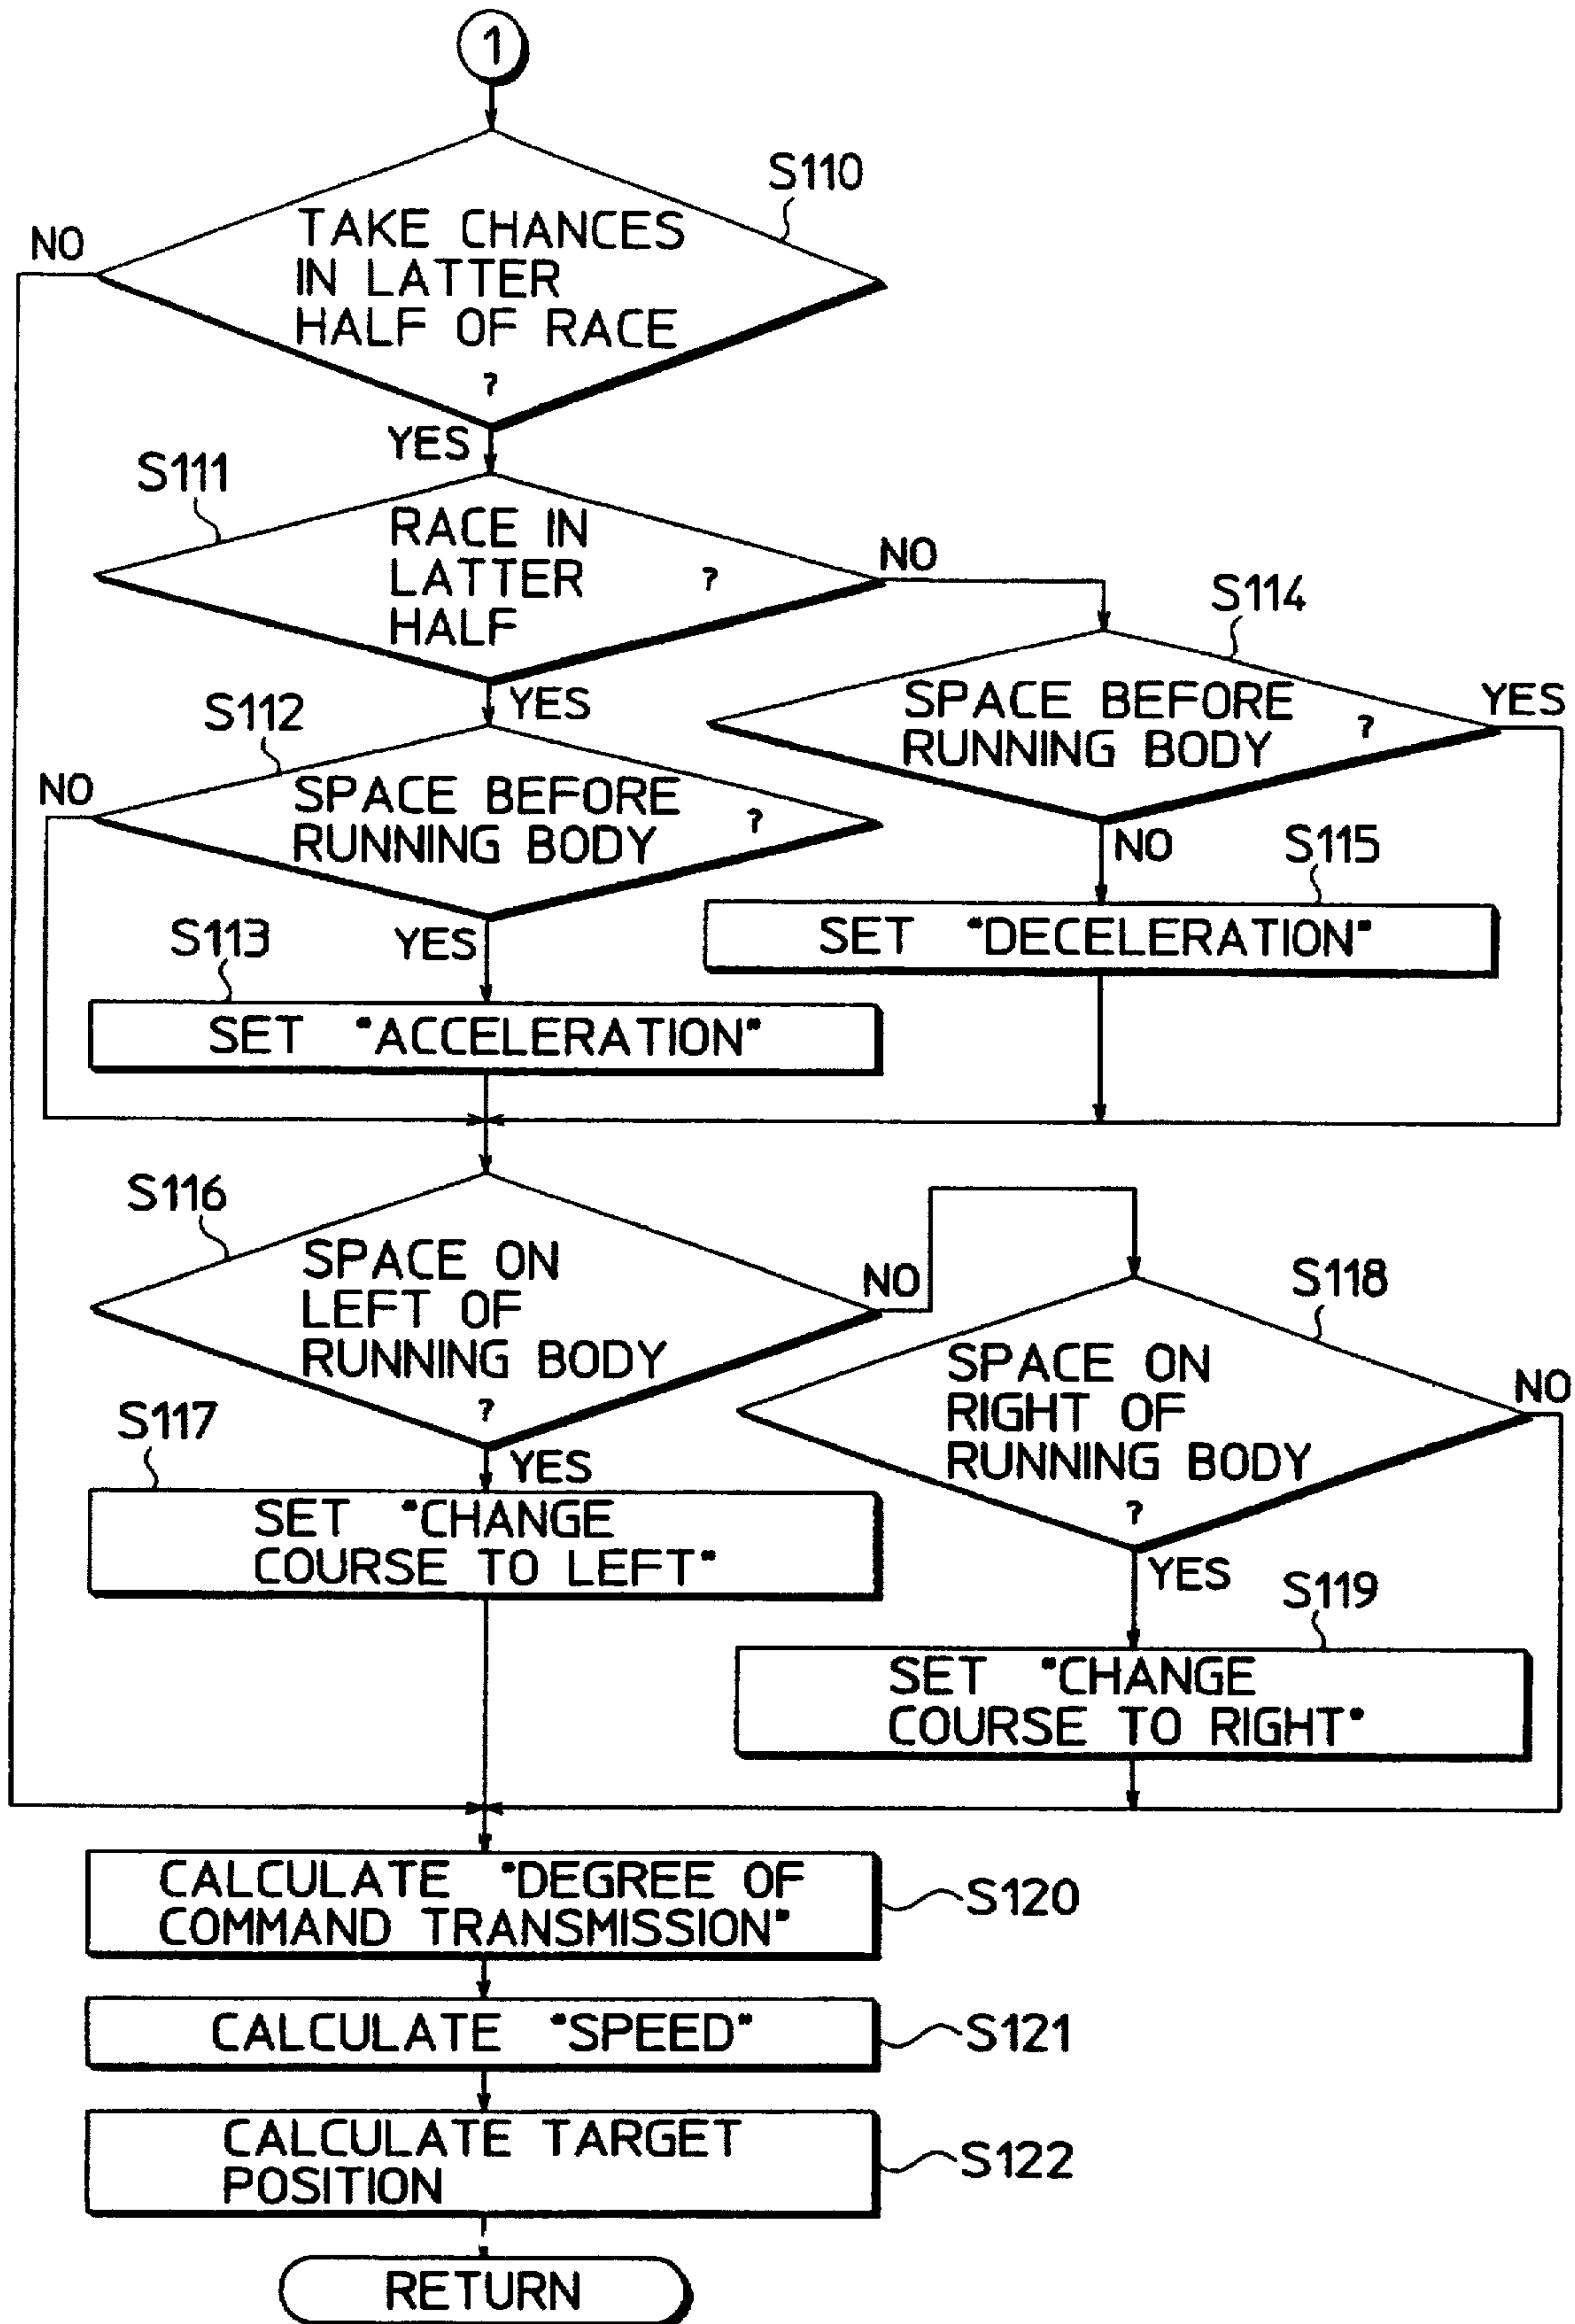 1
S110
NO
TAKE CHANCES
IN LATTER
HALF OF RACE
?
YES
S111
RACE IN
LATTER
HALF
?
NO
S114
YES
SPACE BEFORE
RUNNING BODY
?
YES
S112
NO
SPACE BEFORE
RUNNING BODY
?
NO
S115
SET "DECELERATION"
S113
YES
SET "ACCELERATION"
S116
SPACE ON
LEFT OF
RUNNING BODY
?
NO
S118
SPACE ON
RIGHT OF
RUNNING BODY
?
NO
S117
YES
SET "CHANGE
COURSE TO LEFT"
YES
S119
SET "CHANGE
COURSE TO RIGHT"
CALCULATE "DEGREE OF
COMMAND TRANSMISSION"
S120
CALCULATE "SPEED"
S121
CALCULATE TARGET
POSITION
S122
RETURN